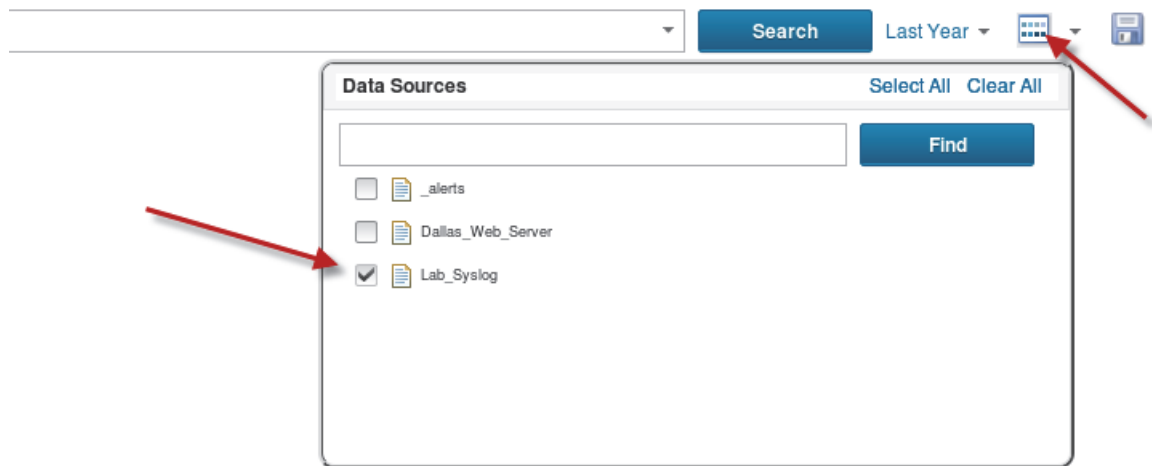 Search Last Year
Data Sources Select All Clear All
Find
_alerts
Dallas_Web_Server
Lab_Syslog